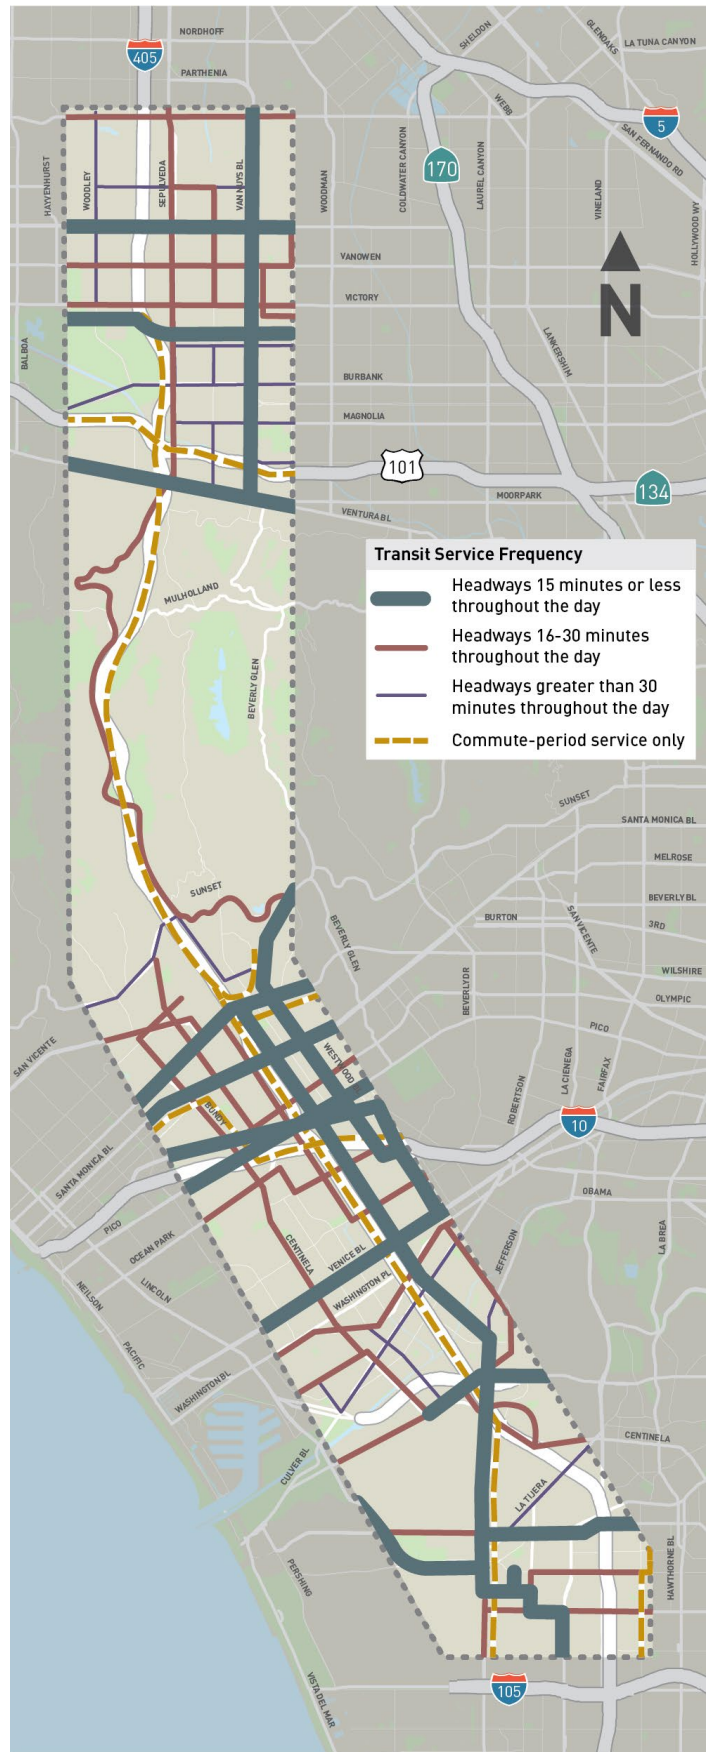 NORDHOFF
405
PARTHENIA
SHELDON
GLENOAKS
LA TUNA CANYON
WEBB
5
SAN FERNANDO RD
170
HAYVENHURST
WOODLEY
SEPULVEDA
VAN NUYS BL
WOODMAN
COLDWATER CANYON
LAUREL CANYON
VINELAND
HOLLYWOOD WY
VANOWEN
VICTORY
N
LANKERSHIM
BALBOA
BURBANK
MAGNOLIA
101
134
MOORPARK
VENTURA BL
Transit Service Frequency
Headways 15 minutes or less
throughout the day
Headways 16-30 minutes
throughout the day
Headways greater than 30
minutes throughout the day
Commute-period service only
MULHOLLAND
BEVERLY GLEN
SUNSET
SANTA MONICA BL
MELROSE
BEVERLY BL
3RD
SUNSET
BURTON
SAN VICENTE
BEVERLY GLEN
BEVERLY DR
WILSHIRE
OLYMPIC
PICO
SAN VICENTE
WESTWOOD
LA CIENEGA
FAIRFAX
ROBERTSON
BUNDY
10
SANTA MONICA BL
OBAMA
PICO
OCEAN PARK
CENTINELA
VENICE BL
JEFFERSON
LA BREA
LINCOLN
NEILSON
WASHINGTON PL
PACIFIC
WASHINGTON BL
CENTINELA
CULVER BL
LA TIJERA
PERSHING
HAWTHORNE BL
VISTA DEL MAR
105